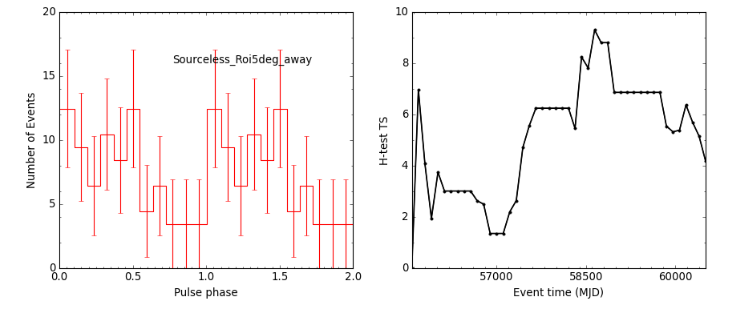 20
15
10
5
0
Number of Events
Sourceless_Roi5deg_away
0.0 0.5 1.0 1.5 2.0
Pulse phase
10
8
6
4
2
0
H-test TS
57000 58500 60000
Event time (MJD)